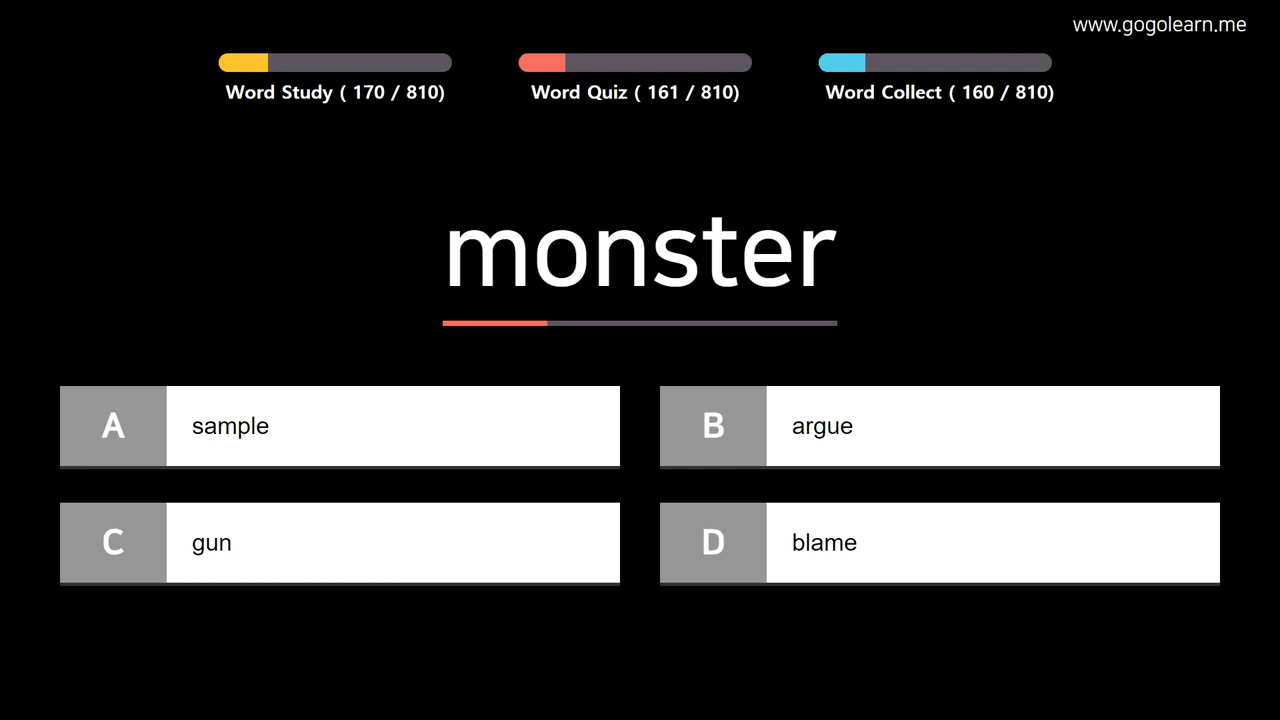 www.gogolearn.me
Word Study ( 170 / 810) Word Quiz ( 161 / 810) Word Collect ( 160 / 810)
monster
A sample
B argue
C gun
D blame